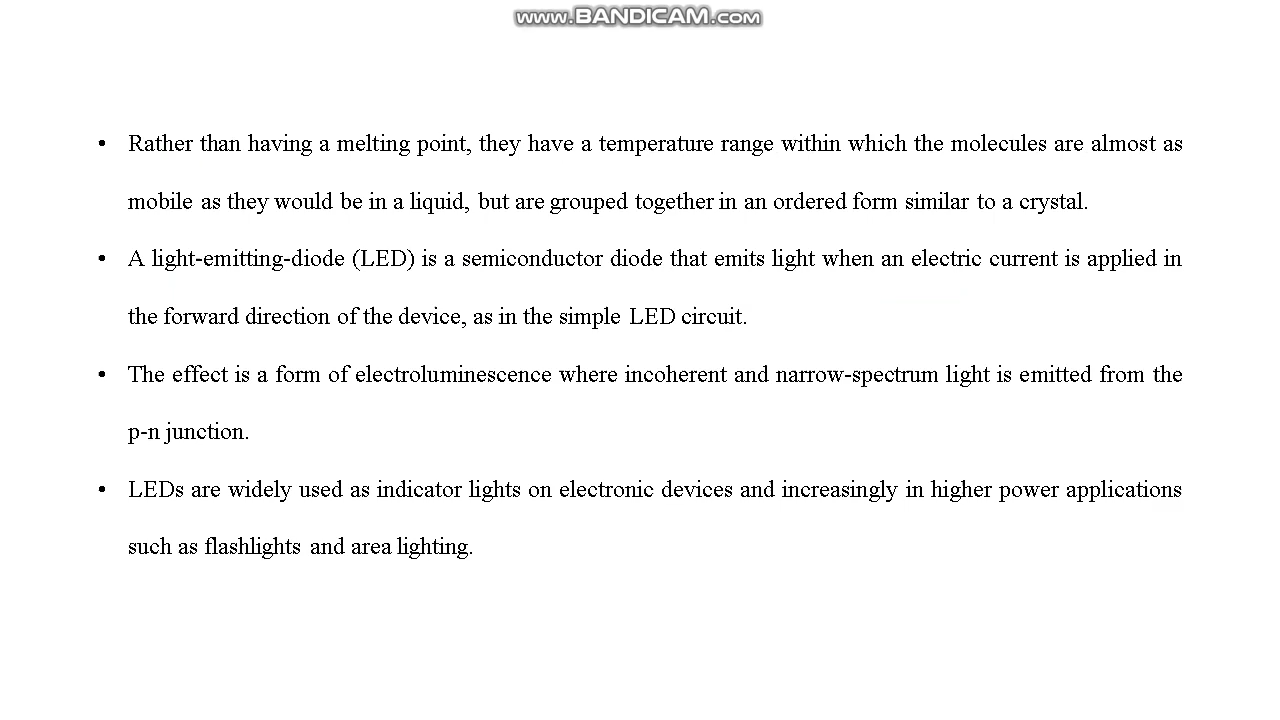 www.BANDICAM.com
• Rather than having a melting point, they have a temperature range within which the molecules are almost as
mobile as they would be in a liquid, but are grouped together in an ordered form similar to a crystal.
• A light-emitting-diode (LED) is a semiconductor diode that emits light when an electric current is applied in
the forward direction of the device, as in the simple LED circuit.
• The effect is a form of electroluminescence where incoherent and narrow-spectrum light is emitted from the
p-n junction.
• LEDs are widely used as indicator lights on electronic devices and increasingly in higher power applications
such as flashlights and area lighting.